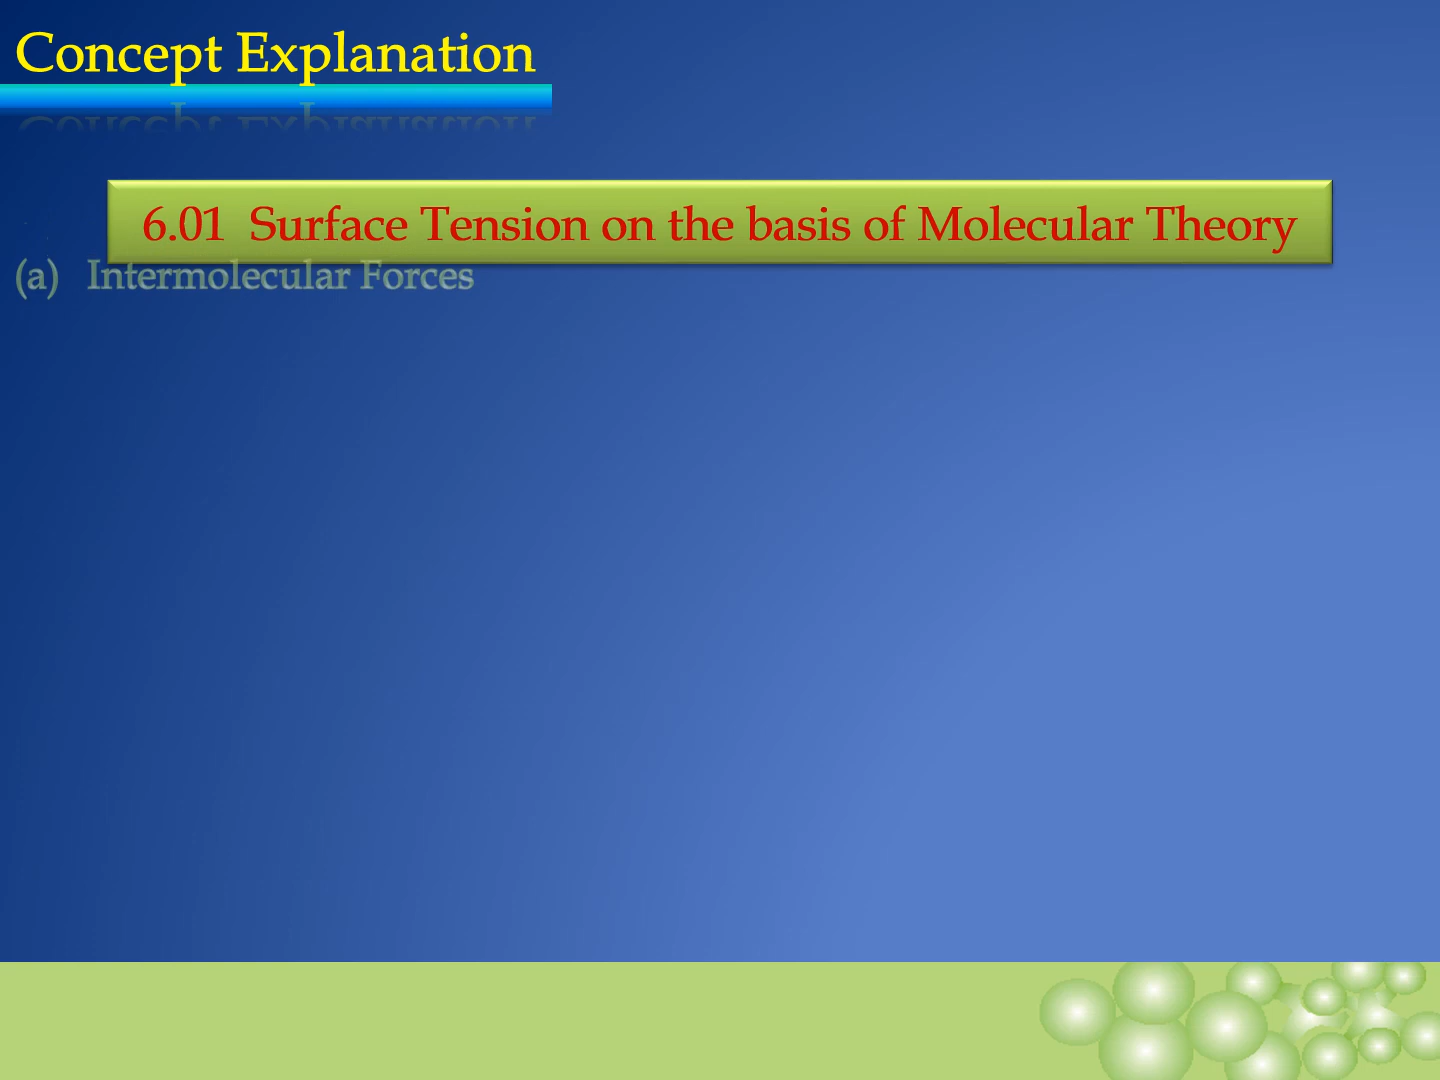 Concept Explanation
6.01 Surface Tension on the basis of Molecular Theory
(a) Intermolecular Forces